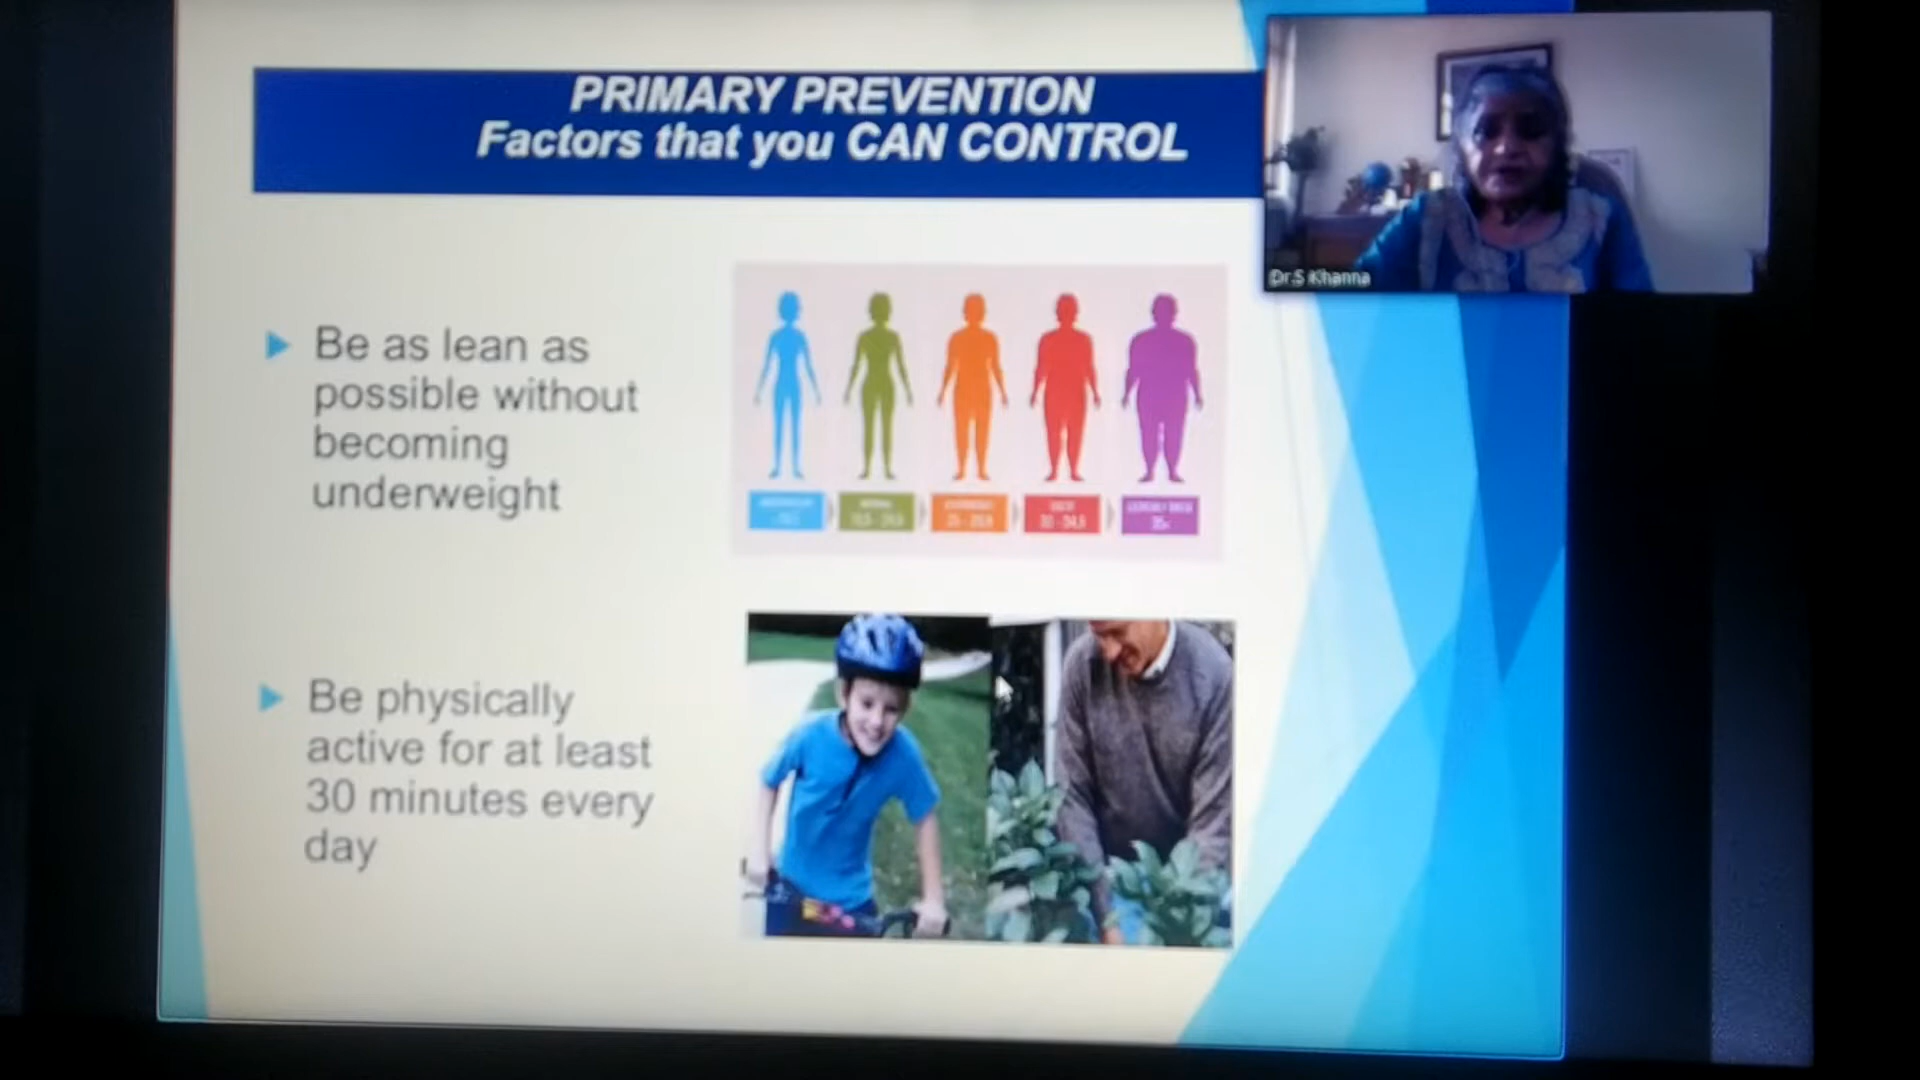 PRIMARY PREVENTION
Factors that you CAN CONTROL
Dr.S Khanna
Be as lean as
possible without
becoming
underweight
Be physically
active for at least
30 minutes every
day